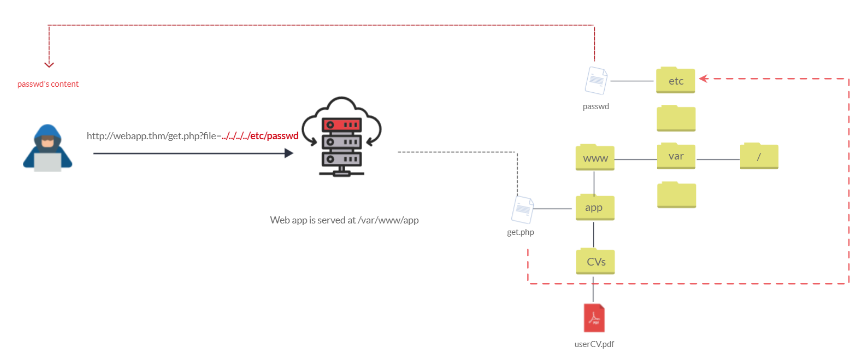 passwd's content
http://webapp.thm/get.php?file=../../../../etc/passwd
Web app is served at /var/www/app
passwd
etc
www
var
/
get.php
app
CVs
userCV.pdf